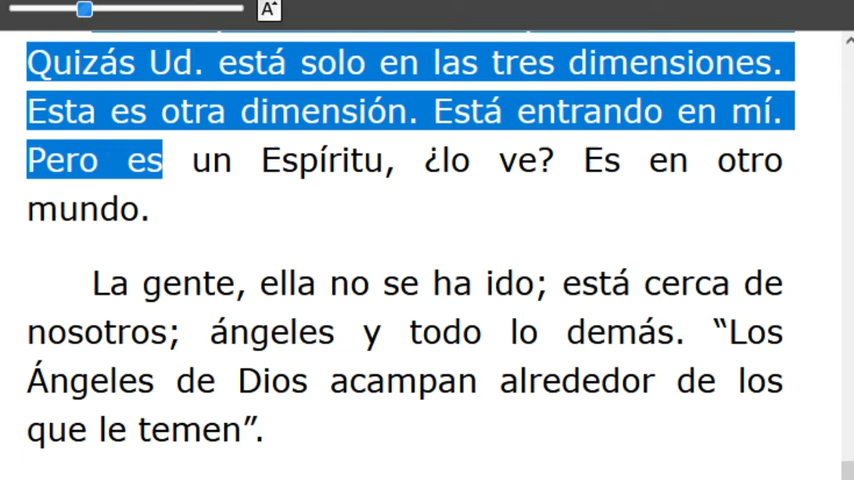 A
Quizás Ud. está solo en las tres dimensiones.
Esta es otra dimensión. Está entrando en mí.
Pero es un Espíritu, ¿lo ve? Es en otro
mundo.
La gente, ella no se ha ido; está cerca de
nosotros; ángeles y todo lo demás. “Los
Ángeles de Dios acampan alrededor de los
que le temen”.